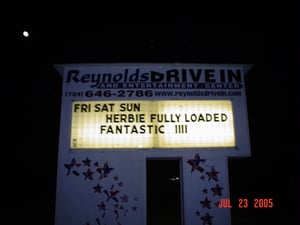 Reynolds DRIVE IN
AND ENTERTAINMENT CENTER
(724) 646-2786 www.reynoldsdrivein.com
FRI SAT SUN
HERBIE FULLY LOADED
FANTASTIC IIII
JUL 23 2005